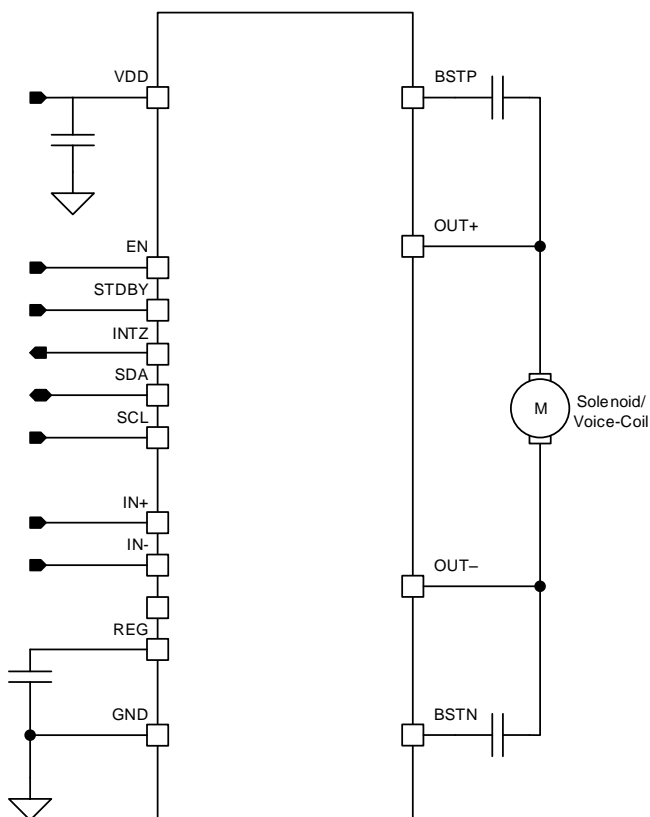 VDD
BSTP
OUT+
EN
STDBY
INTZ
SDA
SCL
M
Solenoid/
Voice-Coil
IN+
IN-
OUT–
REG
GND
BSTN